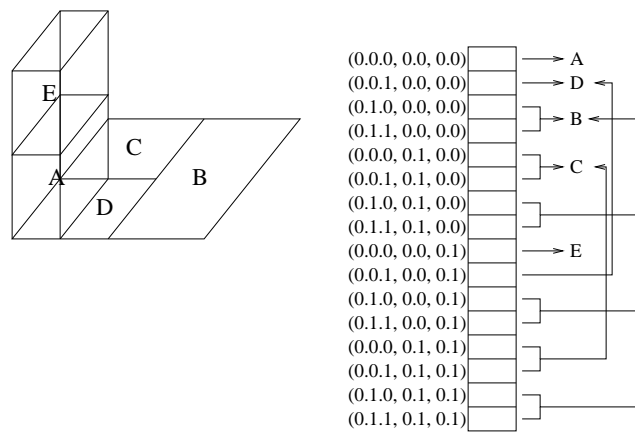 E
C
A
B
D
(0.0.0, 0.0, 0.0) A
(0.0.1, 0.0, 0.0) D
(0.1.0, 0.0, 0.0)
B
(0.1.1, 0.0, 0.0)
(0.0.0, 0.1, 0.0)
C
(0.0.1, 0.1, 0.0)
(0.1.0, 0.1, 0.0)
(0.1.1, 0.1, 0.0)
(0.0.0, 0.0, 0.1) E
(0.0.1, 0.0, 0.1)
(0.1.0, 0.0, 0.1)
(0.1.1, 0.0, 0.1)
(0.0.0, 0.1, 0.1)
(0.0.1, 0.1, 0.1)
(0.1.0, 0.1, 0.1)
(0.1.1, 0.1, 0.1)